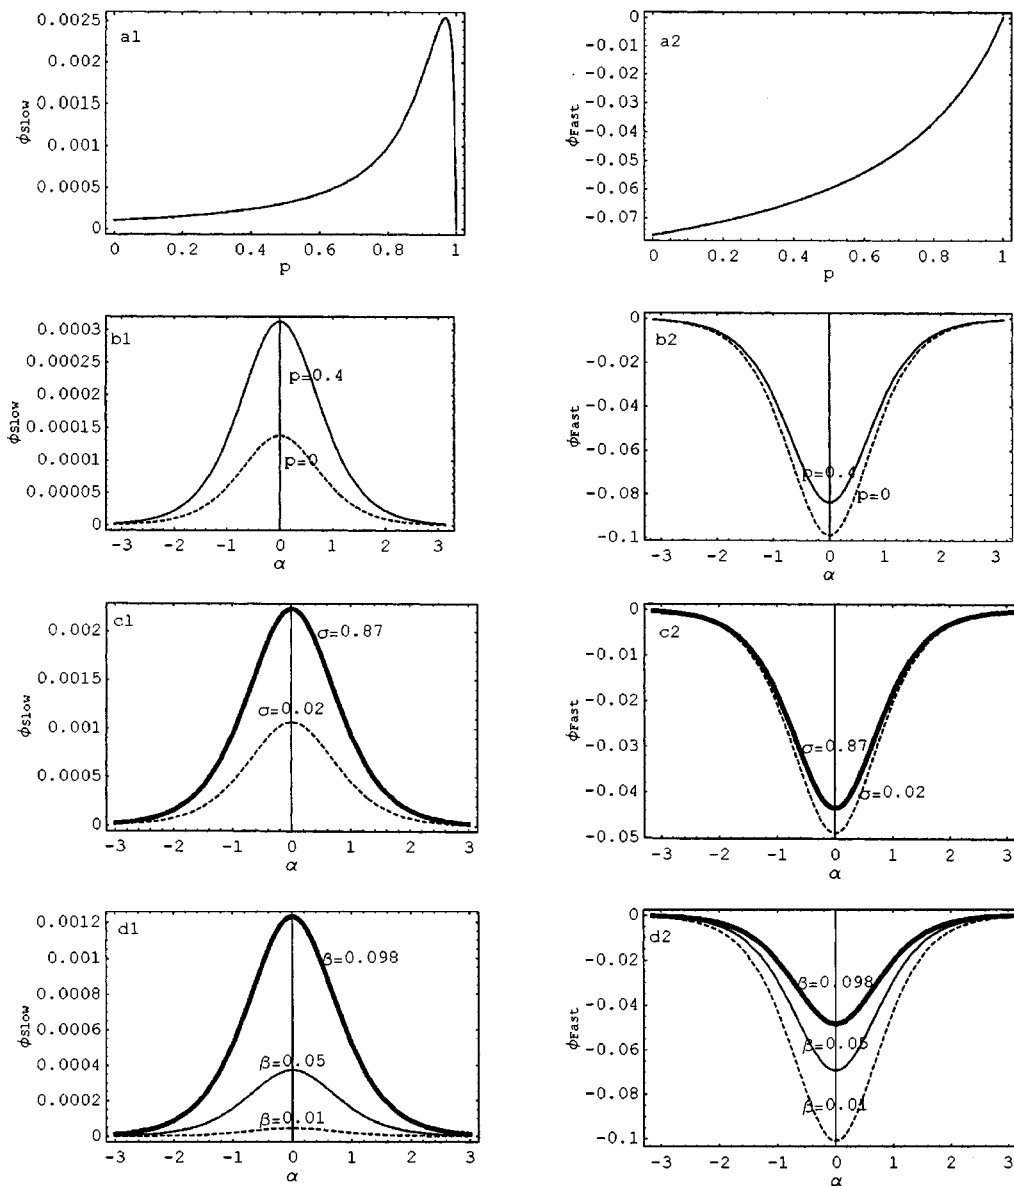 a1
ϕSlow
0.0025
0.002
0.0015
0.001
0.0005
0
0 0.2 0.4 0.6 0.8 1
p
a2
ϕFast
0
-0.01
-0.02
-0.03
-0.04
-0.05
-0.06
-0.07
0 0.2 0.4 0.6 0.8 1
p
b1
ϕSlow
0.0003
0.00025
0.0002
0.00015
0.0001
0.00005
0
p=0.4
p=0
-3 -2 -1 0 1 2 3
α
b2
ϕFast
0
-0.02
-0.04
-0.06
-0.08
-0.1
p=0.4
p=0
-3 -2 -1 0 1 2 3
α
c1
ϕSlow
0.002
0.0015
0.001
0.0005
0
σ=0.87
σ=0.02
-3 -2 -1 0 1 2 3
α
c2
ϕFast
0
-0.01
-0.02
-0.03
-0.04
-0.05
σ=0.87
σ=0.02
-3 -2 -1 0 1 2 3
α
d1
ϕSlow
0.0012
0.001
0.0008
0.0006
0.0004
0.0002
0
β=0.098
β=0.05
β=0.01
-3 -2 -1 0 1 2 3
α
d2
ϕFast
0
-0.02
-0.04
-0.06
-0.08
-0.1
β=0.098
β=0.05
β=0.01
-3 -2 -1 0 1 2 3
α